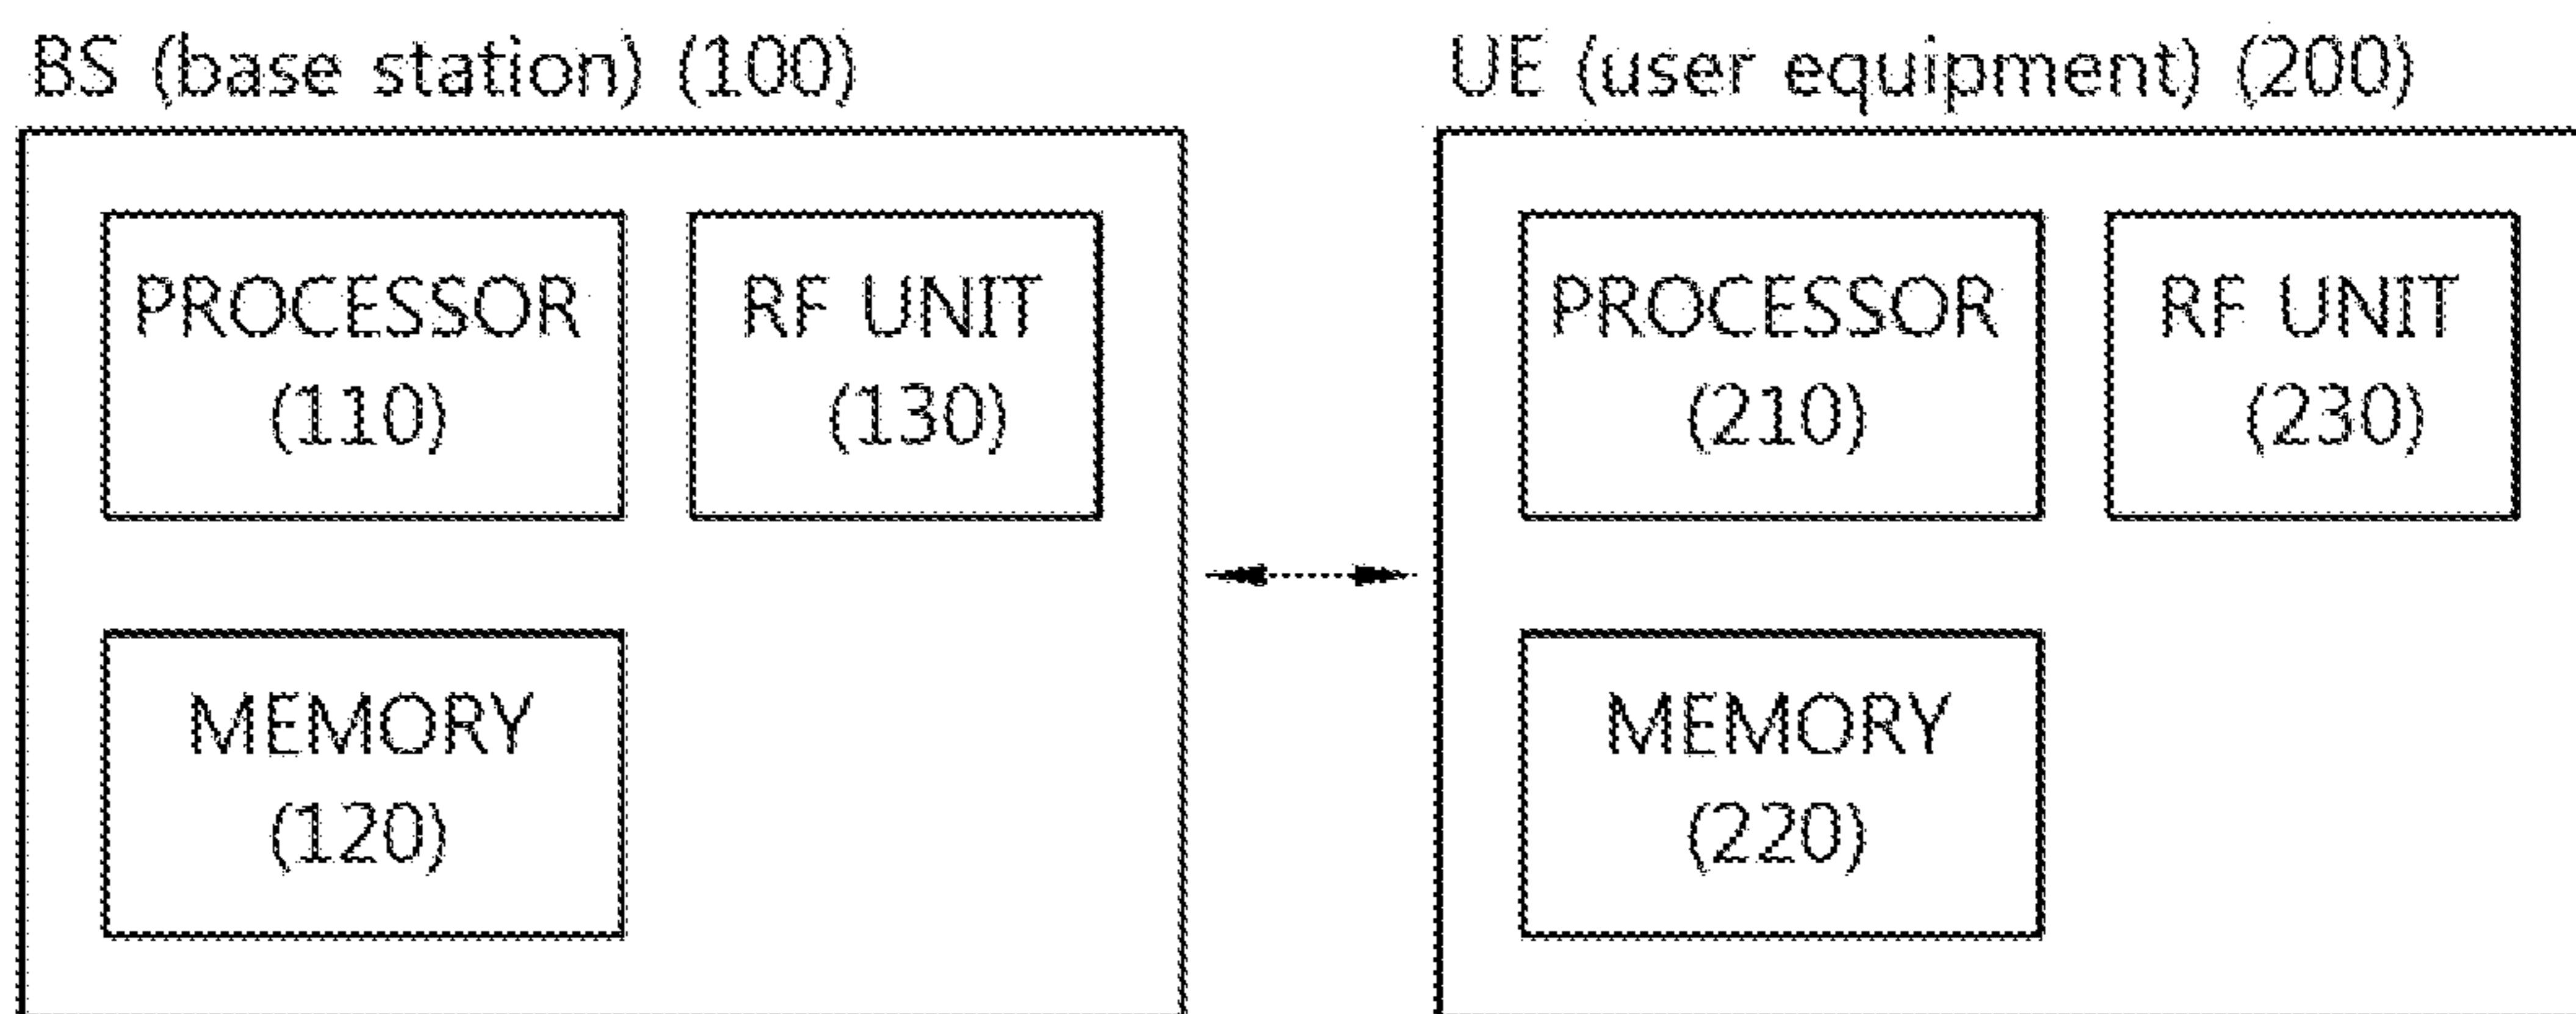 BS (base station) (100)
PROCESSOR
(110)
RF UNIT
(130)
MEMORY
(120)
UE (user equipment) (200)
PROCESSOR
(210)
RF UNIT
(230)
MEMORY
(220)